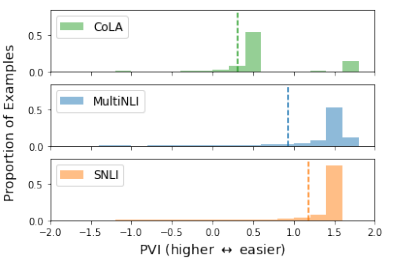 0.5
0.0
CoLA
0.5
0.0
MultiNLI
0.5
0.0
SNLI
Proportion of Examples
−2.0 −1.5 −1.0 −0.5 0.0 0.5 1.0 1.5 2.0
PVI (higher ↔ easier)